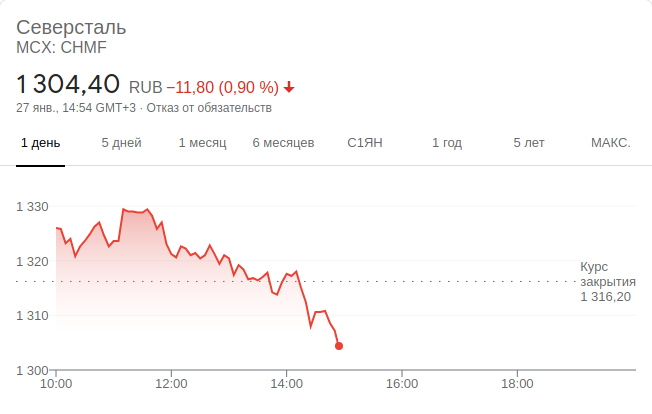 Северсталь
MCX: CHMF
1 304,40 RUB −11,80 (0,90 %)
27 янв., 14:54 GMT+3 · Отказ от обязательств
1 день 5 дней 1 месяц 6 месяцев С1ЯН 1 год 5 лет МАКС.
1 330
1 320
Курс
закрытия
1 316,20
1 310
1 300
10:00 12:00 14:00 16:00 18:00